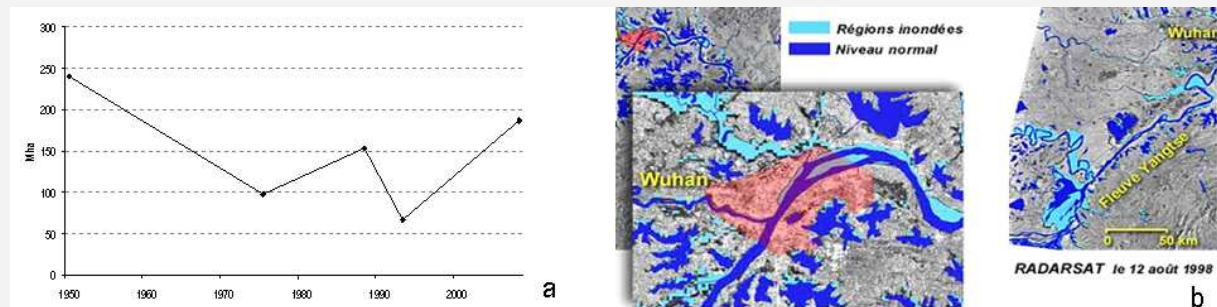 300
250
200
150
100
50
0
Mha
1950
1960
1970
1980
1990
2000
a
Régions inondées
Niveau normal
Wuhan
Wuhan
Fleuve Yangtse
0 50 km
RADARSAT le 12 août 1998
b